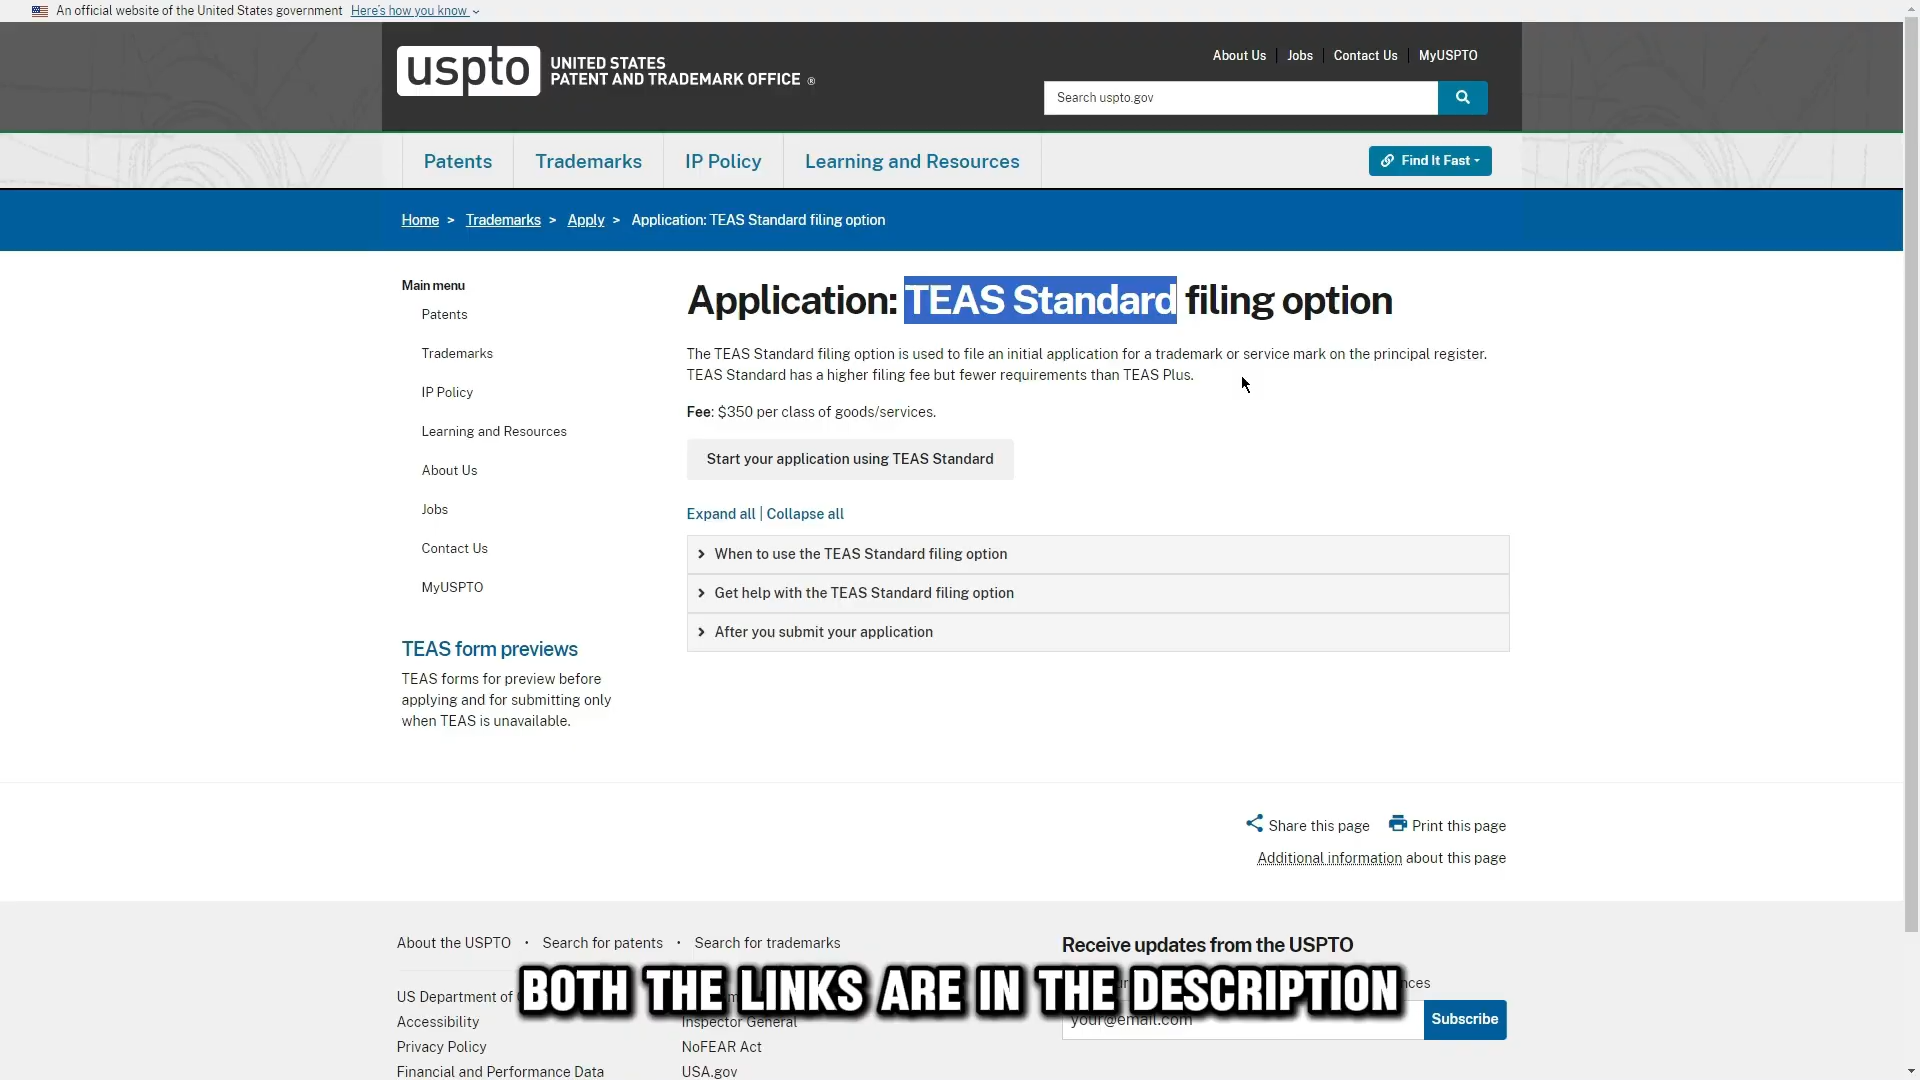 An official website of the United States government Here's how you know
uspto UNITED STATES
PATENT AND TRADEMARK OFFICE ®
About Us Jobs Contact Us MyUSPTO
Search uspto.gov
Patents Trademarks IP Policy Learning and Resources Find It Fast
Home > Trademarks > Apply > Application: TEAS Standard filing option
Main menu
Patents
Trademarks
IP Policy
Learning and Resources
About Us
Jobs
Contact Us
MyUSPTO
TEAS form previews
TEAS forms for preview before
applying and for submitting only
when TEAS is unavailable.
Application: TEAS Standard filing option
The TEAS Standard filing option is used to file an initial application for a trademark or service mark on the principal register.
TEAS Standard has a higher filing fee but fewer requirements than TEAS Plus.
Fee: $350 per class of goods/services.
Start your application using TEAS Standard
Expand all | Collapse all
When to use the TEAS Standard filing option
Get help with the TEAS Standard filing option
After you submit your application
Share this page Print this page
Additional information about this page
About the USPTO • Search for patents • Search for trademarks
Receive updates from the USPTO
BOTH THE LINKS ARE IN THE DESCRIPTION
US Department of
Accessibility
Privacy Policy
Financial and Performance Data
Inspector General
NoFEAR Act
USA.gov
your@email.com
Subscribe